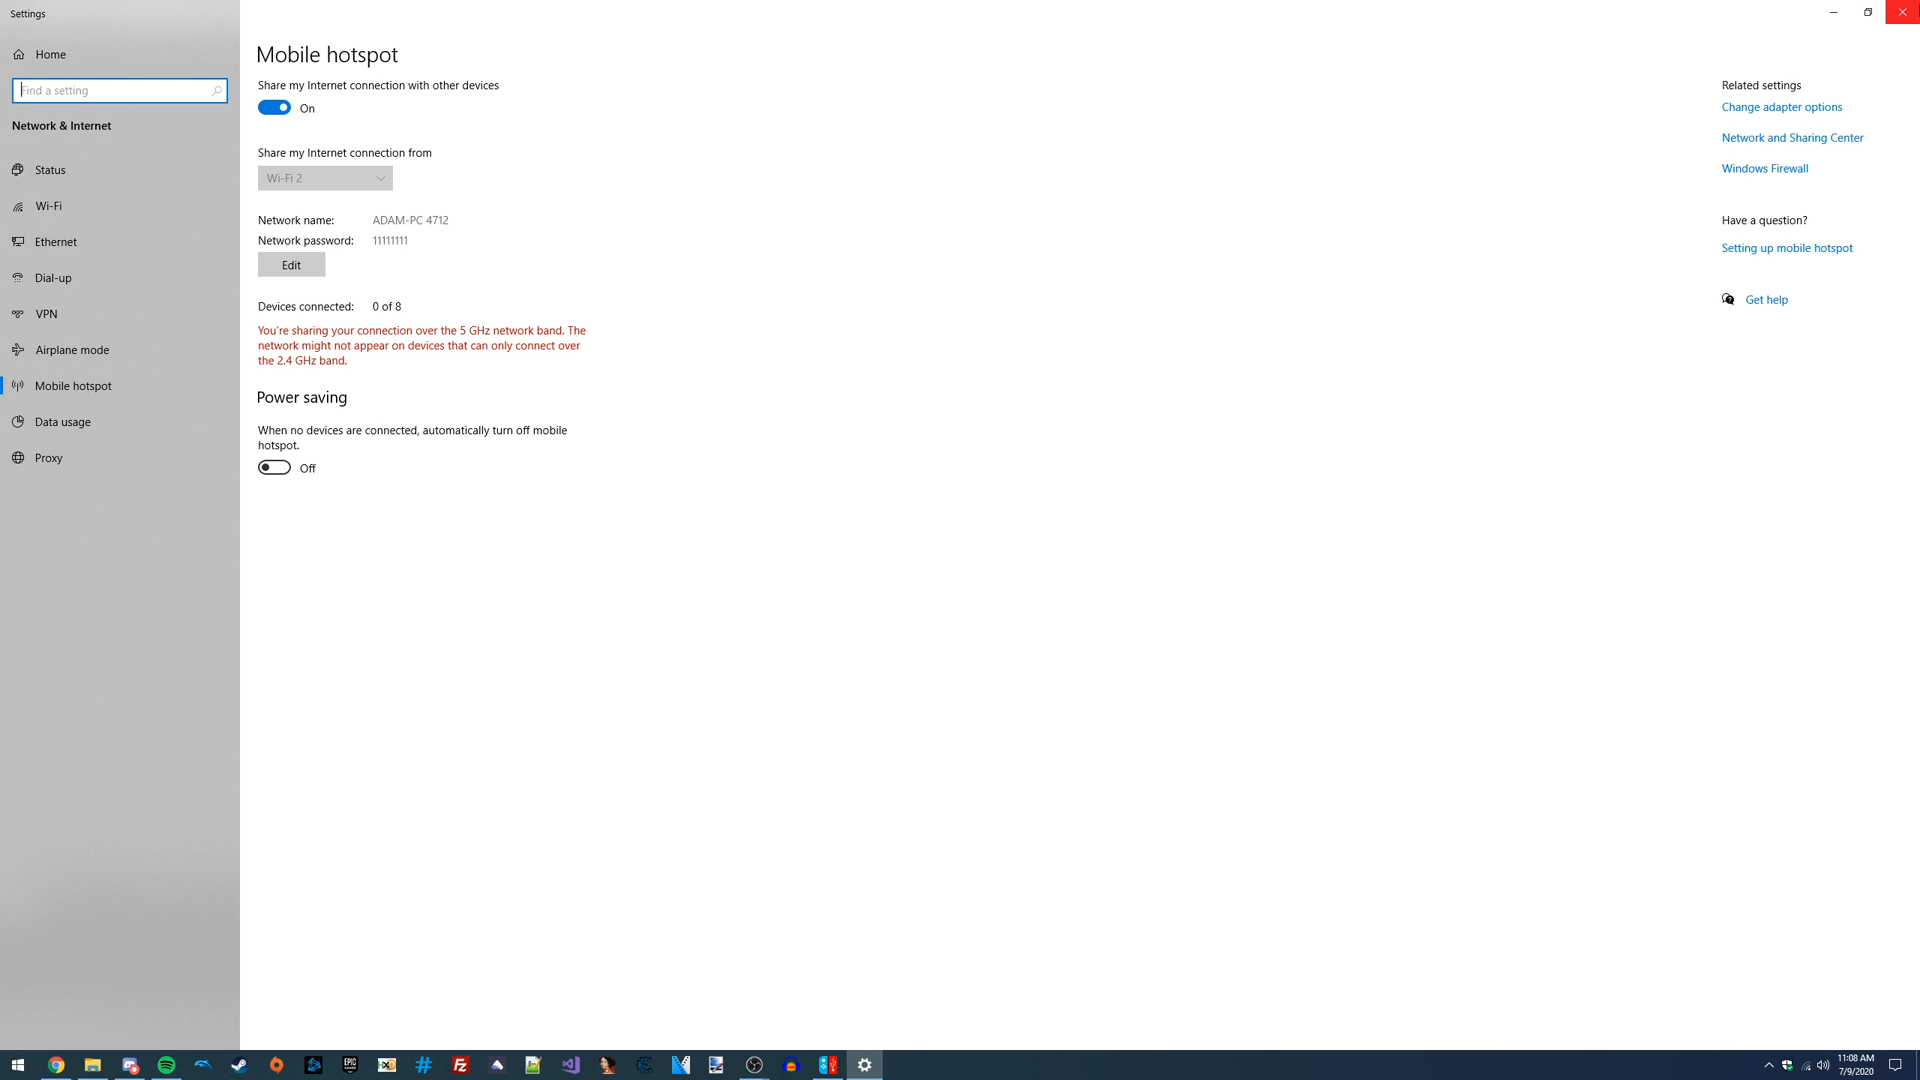 Settings
Home
Find a setting
Network & Internet
Status
Wi-Fi
Ethernet
Dial-up
VPN
Airplane mode
Mobile hotspot
Data usage
Proxy
Mobile hotspot
Share my Internet connection with other devices
On
Share my Internet connection from
Wi-Fi 2
Network name: ADAM-PC 4712
Network password: 11111111
Edit
Devices connected: 0 of 8
You're sharing your connection over the 5 GHz network band. The
network might not appear on devices that can only connect over
the 2.4 GHz band.
Power saving
When no devices are connected, automatically turn off mobile
hotspot.
Off
Related settings
Change adapter options
Network and Sharing Center
Windows Firewall
Have a question?
Setting up mobile hotspot
Get help
EPIC
GAMES
FZ
11:08 AM
7/9/2020